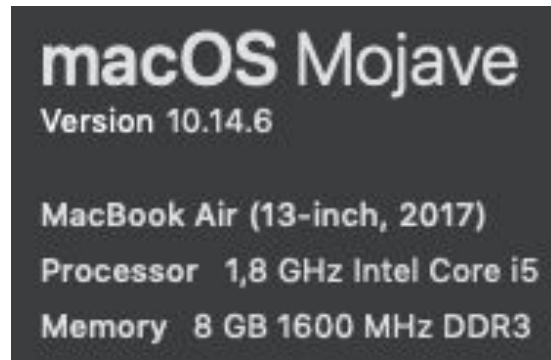 macOS Mojave
Version 10.14.6
MacBook Air (13-inch, 2017)
Processor 1,8 GHz Intel Core i5
Memory 8 GB 1600 MHz DDR3